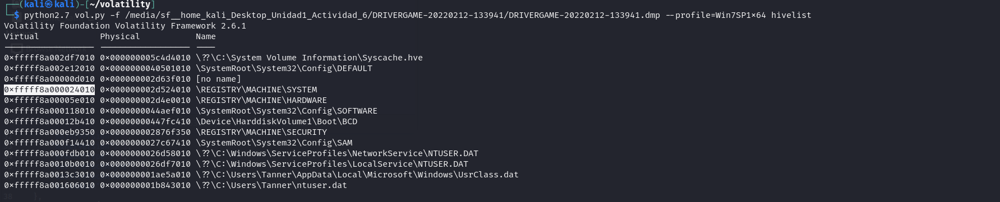 ┌──(kali㉿kali)-[~/volatility]
└─$ python2.7 vol.py -f /media/sf__home_kali_Desktop_Unidad1_Actividad_6/DRIVERGAME-20220212-133941/DRIVERGAME-20220212-133941.dmp --profile=Win7SP1x64 hivelist
Volatility Foundation Volatility Framework 2.6.1
Virtual            Physical           Name
------------------ ------------------ ----
0xfffff8a002df7010 0x000000005c4d4010 \??\C:\System Volume Information\Syscache.hve
0xfffff8a002e12010 0x0000000040501010 \SystemRoot\System32\Config\DEFAULT
0xfffff8a00000d010 0x000000002d63f010 [no name]
0xfffff8a000024010 0x000000002d524010 \REGISTRY\MACHINE\SYSTEM
0xfffff8a00005e010 0x000000002d4e0010 \REGISTRY\MACHINE\HARDWARE
0xfffff8a000118010 0x0000000044aef010 \SystemRoot\System32\Config\SOFTWARE
0xfffff8a00012b410 0x00000000447fc410 \Device\HarddiskVolume1\Boot\BCD
0xfffff8a000eb9350 0x000000002876f350 \REGISTRY\MACHINE\SECURITY
0xfffff8a000f14410 0x0000000027c67410 \SystemRoot\System32\Config\SAM
0xfffff8a000fdb010 0x0000000026d58010 \??\C:\Windows\ServiceProfiles\NetworkService\NTUSER.DAT
0xfffff8a0010b0010 0x0000000026df7010 \??\C:\Windows\ServiceProfiles\LocalService\NTUSER.DAT
0xfffff8a0013c3010 0x000000001ae5a010 \??\C:\Users\Tanner\AppData\Local\Microsoft\Windows\UsrClass.dat
0xfffff8a001606010 0x000000001b843010 \??\C:\Users\Tanner\ntuser.dat